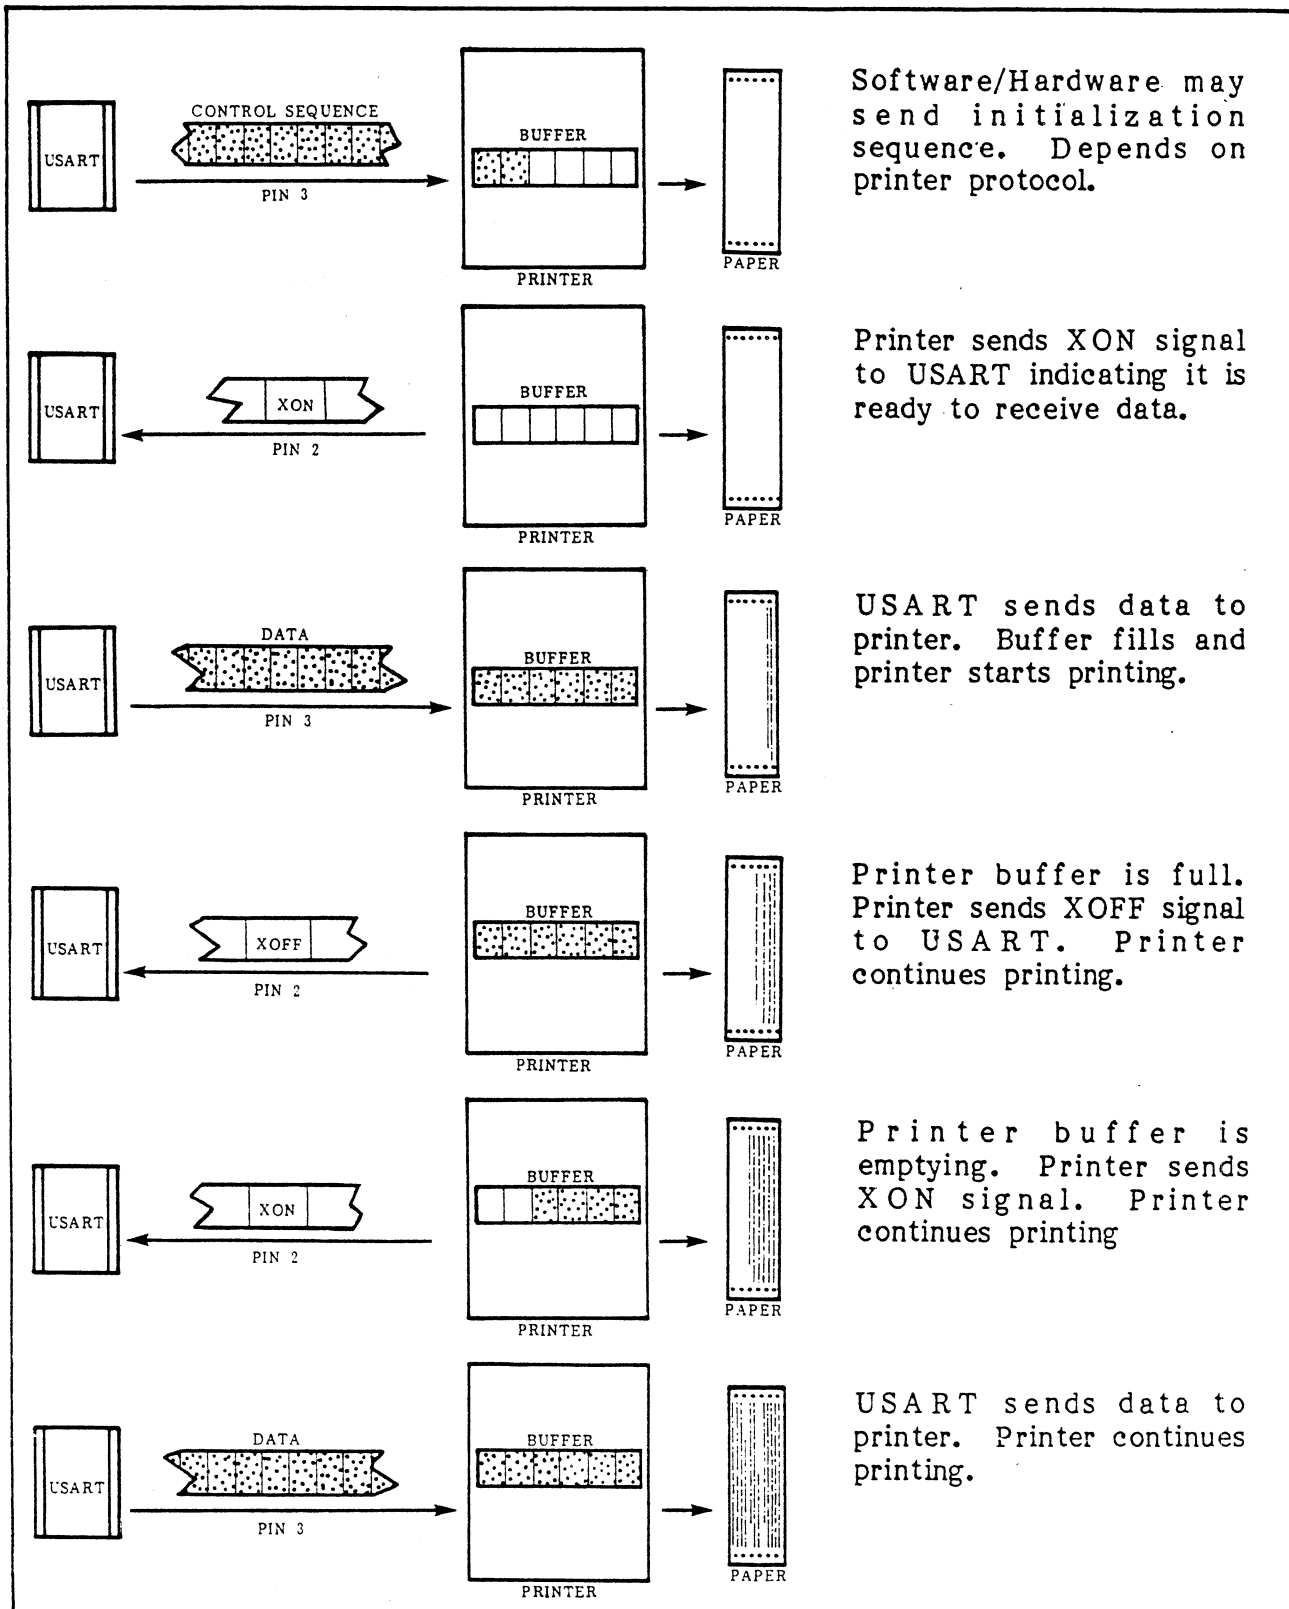 CONTROL SEQUENCE
USART
PIN 3
BUFFER
PRINTER
PAPER
Software/Hardware may
send initialization
sequence. Depends on
printer protocol.
USART
XON
PIN 2
BUFFER
PRINTER
PAPER
Printer sends XON signal
to USART indicating it is
ready to receive data.
USART
DATA
PIN 3
BUFFER
PRINTER
PAPER
USART sends data to
printer. Buffer fills and
printer starts printing.
USART
XOFF
PIN 2
BUFFER
PRINTER
PAPER
Printer buffer is full.
Printer sends XOFF signal
to USART. Printer
continues printing.
USART
XON
PIN 2
BUFFER
PRINTER
PAPER
Printer buffer is
emptying. Printer sends
XON signal. Printer
continues printing
USART
DATA
PIN 3
BUFFER
PRINTER
PAPER
USART sends data to
printer. Printer continues
printing.